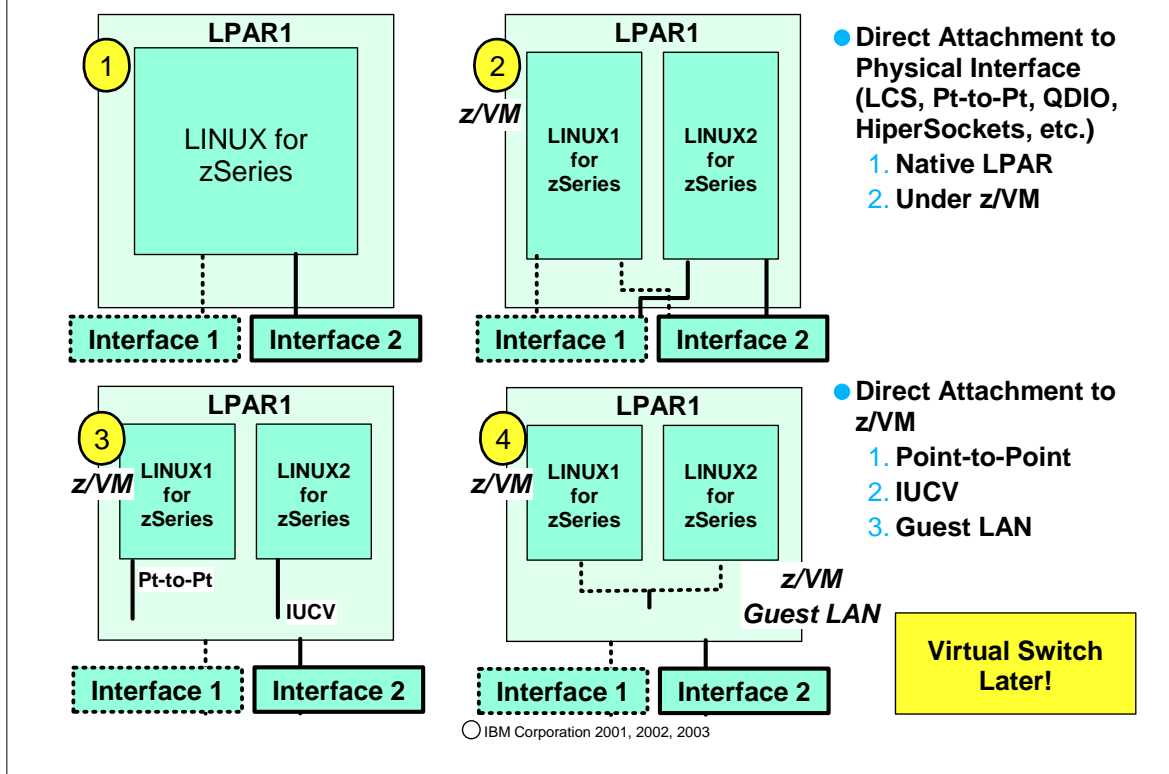 LPAR1
1
LINUX for
zSeries
Interface 1
Interface 2
LPAR1
2
z/VM
LINUX1
for
zSeries
LINUX2
for
zSeries
Interface 1
Interface 2
Direct Attachment to
Physical Interface
(LCS, Pt-to-Pt, QDIO,
HiperSockets, etc.)
1. Native LPAR
2. Under z/VM
LPAR1
3
z/VM
LINUX1
for
zSeries
LINUX2
for
zSeries
Pt-to-Pt
IUCV
Interface 1
Interface 2
LPAR1
4
z/VM
LINUX1
for
zSeries
LINUX2
for
zSeries
z/VM
Guest LAN
Interface 1
Interface 2
Direct Attachment to
z/VM
1. Point-to-Point
2. IUCV
3. Guest LAN
Virtual Switch
Later!
IBM Corporation 2001, 2002, 2003